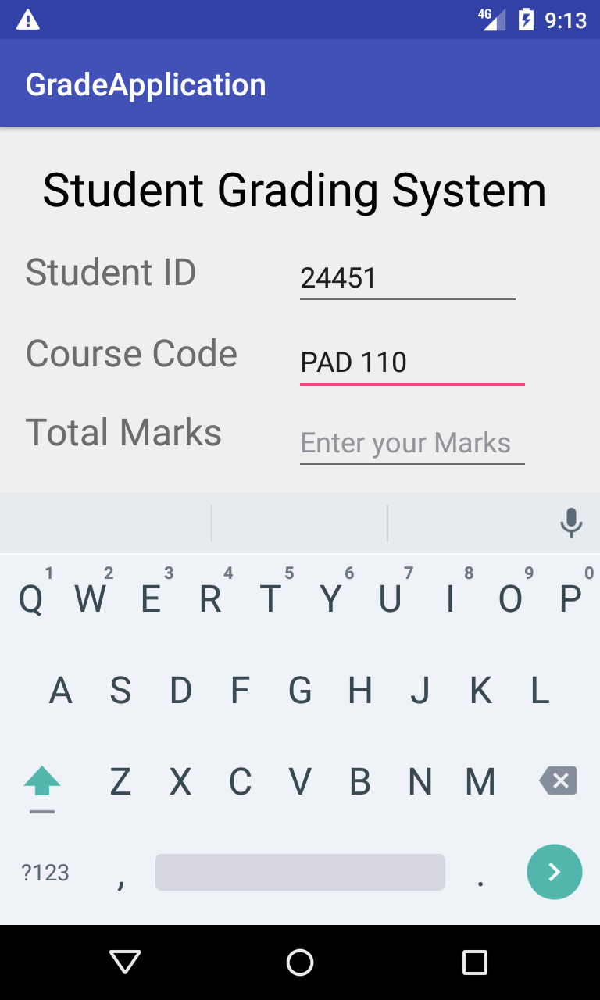 4G 9:13
GradeApplication
Student Grading System
Student ID 24451
Course Code PAD 110
Total Marks Enter your Marks
1 2 3 4 5 6 7 8 9 0
Q W E R T Y U I O P
A S D F G H J K L
Z X C V B N M
?123 , .